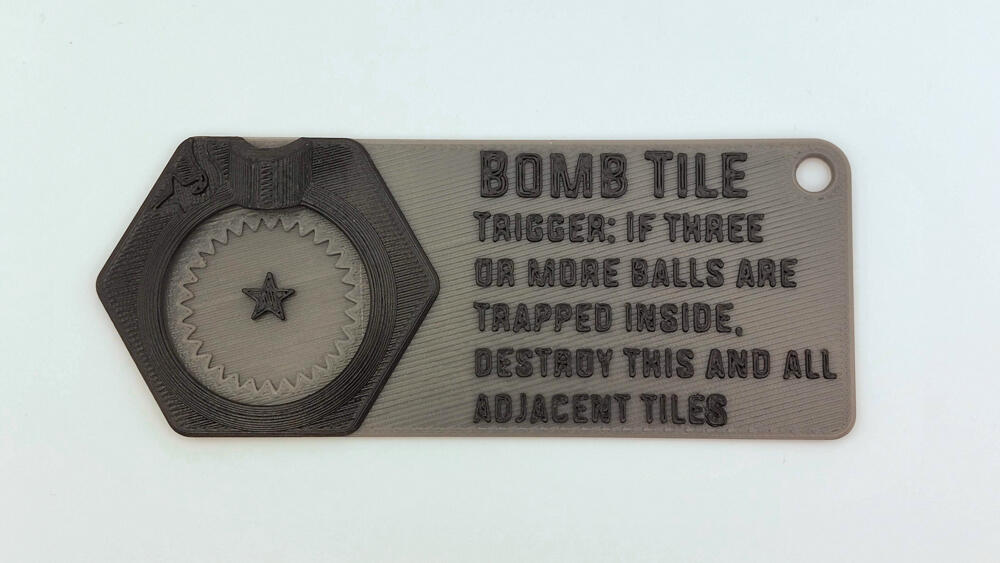 BOMB TILE
TRIGGER: IF THREE
OR MORE BALLS ARE
TRAPPED INSIDE,
DESTROY THIS AND ALL
ADJACENT TILES